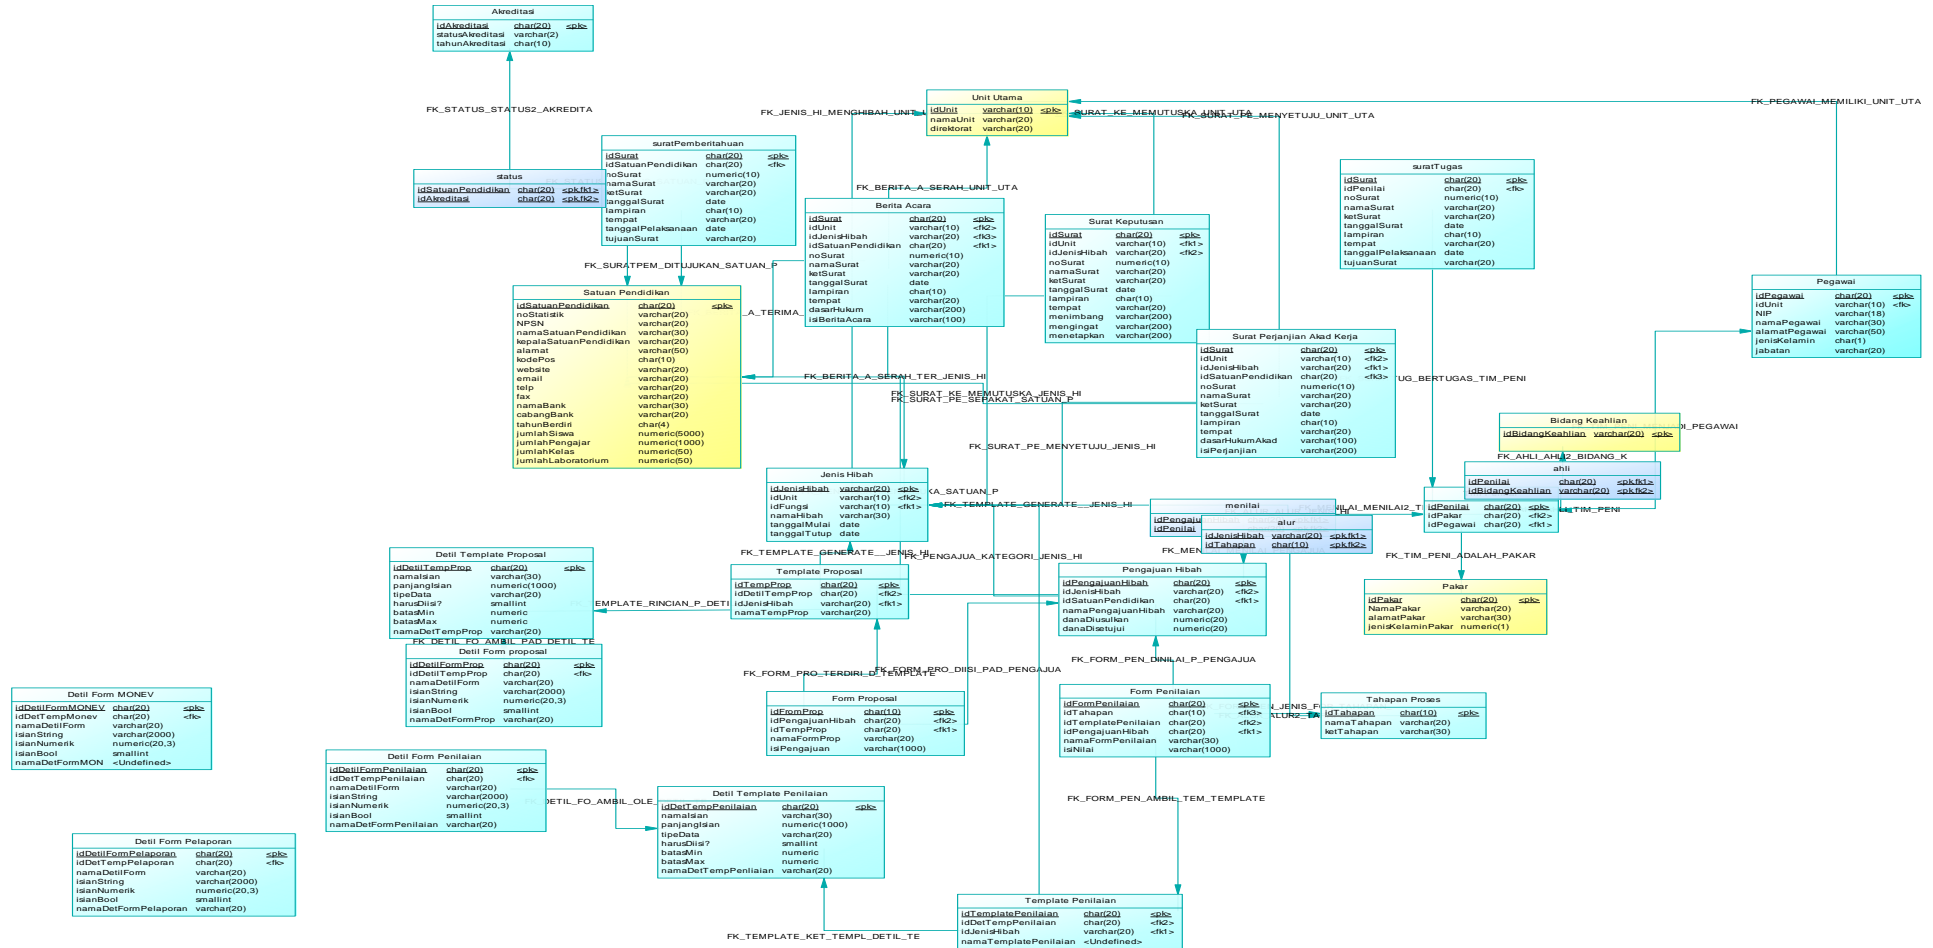 Akreditasi
idAkreditasi char(20) <pk>
statusAkreditasi varchar(2)
tahunAkreditasi char(10)
FK_STATUS_STATUS2_AKREDITA
Unit Utama
idUnit varchar(10) <pk>
namaUnit varchar(20)
direktorat varchar(20)
FK_JENIS_HI_MENGHIBAH_UNIT_U
SURAT_KE_MEMUTUSKA_UNIT_UTA
FK_SURAT_PE_MENYETUJU_UNIT_UTA
FK_PEGAWAI_MEMILIKI_UNIT_UTA
FK_BERITA_A_SERAH_UNIT_UTA
suratPemberitahuan
idSurat char(20) <pk>
idSatuanPendidikan char(20) <fk>
noSurat numeric(10)
namaSurat varchar(20)
ketSurat varchar(20)
tanggalSurat date
lampiran char(10)
tempat varchar(20)
tanggalPelaksanaan date
tujuanSurat varchar(20)
status
idSatuanPendidikan char(20) <pk,fk1>
idAkreditasi char(20) <pk,fk2>
FK_SURATPEM_DITUJUKAN_SATUAN_P
Berita Acara
idSurat char(20) <pk>
idUnit varchar(10) <fk2>
idJenisHibah varchar(20) <fk3>
idSatuanPendidikan char(20) <fk1>
noSurat numeric(10)
namaSurat varchar(20)
ketSurat varchar(20)
tanggalSurat date
lampiran char(10)
tempat varchar(20)
dasarHukum varchar(200)
isiBeritaAcara varchar(100)
Surat Keputusan
idSurat char(20) <pk>
idUnit varchar(10) <fk1>
idJenisHibah varchar(20) <fk2>
noSurat numeric(10)
namaSurat varchar(20)
ketSurat varchar(20)
tanggalSurat date
lampiran char(10)
tempat varchar(20)
menimbang varchar(200)
mengingat varchar(200)
menetapkan varchar(200)
suratTugas
idSurat char(20) <pk>
idPenilai char(20) <fk>
noSurat numeric(10)
namaSurat varchar(20)
ketSurat varchar(20)
tanggalSurat date
lampiran char(10)
tempat varchar(20)
tanggalPelaksanaan date
tujuanSurat varchar(20)
Pegawai
idPegawai char(20) <pk>
idUnit varchar(10) <fk>
NIP varchar(18)
namaPegawai varchar(30)
alamatPegawai varchar(50)
jenisKelamin char(1)
jabatan varchar(20)
Satuan Pendidikan
idSatuanPendidikan char(20) <pk>
noStatistik varchar(20)
NPSN varchar(20)
namaSatuanPendidikan varchar(30)
kepalaSatuanPendidikan varchar(20)
alamat varchar(50)
kodePos char(10)
website varchar(20)
email varchar(20)
telp varchar(20)
fax varchar(20)
namaBank varchar(30)
cabangBank varchar(20)
tahunBerdiri char(4)
jumlahSiswa numeric(5000)
jumlahPengajar numeric(1000)
jumlahKelas numeric(50)
jumlahLaboratorium numeric(50)
_A_TERIMA_
Surat Perjanjian Akad Kerja
idSurat char(20) <pk>
idUnit varchar(10) <fk2>
idJenisHibah varchar(20) <fk1>
idSatuanPendidikan char(20) <fk3>
noSurat numeric(10)
namaSurat varchar(20)
ketSurat varchar(20)
tanggalSurat date
lampiran char(10)
tempat varchar(20)
dasarHukumAkad varchar(100)
isiPerjanjian varchar(200)
FK_BERITA_A_SERAH_TER_JENIS_HI
FK_SURAT_KE_MEMUTUSKA_JENIS_HI
FK_SURAT_PE_SEPAKAT_SATUAN_P
FK_SURAT_PE_MENYETUJU_JENIS_HI
TUG_BERTUGAS_TIM_PENI
Bidang Keahlian
idBidangKeahlian varchar(20) <pk>
DI_PEGAWAI
FK_AHLI_AHLI2_BIDANG_K
ahli
idPenilai char(20) <pk,fk1>
idBidangKeahlian varchar(20) <pk,fk2>
idPenilai char(20) <pk>
idPakar char(20) <fk2>
idPegawai char(20) <fk1>
LI_TIM_PENI
Jenis Hibah
idJenisHibah varchar(20) <pk>
idUnit varchar(10) <fk2>
idFungsi varchar(10) <fk1>
namaHibah varchar(30)
tanggalMulai date
tanggalTutup date
KA_SATUAN_P
FK_TEMPLATE_GENERATE__JENIS_HI
menilai
idPengaju
idPenilai
alur
idJenisHibah varchar(20) <pk,fk1>
idTahapan char(10) <pk,fk2>
NILAI_MENILAI2_T
FK_MEN
FK_TIM_PENI_ADALAH_PAKAR
Pakar
idPakar char(20) <pk>
NamaPakar varchar(20)
alamatPakar varchar(30)
jenisKelaminPakar numeric(1)
FK_TEMPLATE_GENERATE__JENIS_HI
FK_PENGAJUA_KATEGORI_JENIS_HI
Detil Template Proposal
idDetilTempProp char(20) <pk>
namaIsian varchar(30)
panjangIsian numeric(1000)
tipeData varchar(20)
harusDiisi? smallint
batasMin numeric
batasMax numeric
namaDetTempProp varchar(20)
EMPLATE_RINCIAN_P_DETI
Template Proposal
idTempProp char(20) <pk>
idDetilTempProp char(20) <fk2>
idJenisHibah varchar(20) <fk1>
namaTempProp varchar(20)
Pengajuan Hibah
idPengajuanHibah char(20) <pk>
idJenisHibah varchar(20) <fk2>
idSatuanPendidikan char(20) <fk1>
namaPengajuanHibah varchar(20)
danaDiusulkan numeric(20)
danaDisetujui numeric(20)
FK_DETIL_FO_AMBIL_PAD_DETIL_TE
Detil Form proposal
idDetilFormProp char(20) <pk>
idDetilTempProp char(20) <fk>
namaDetilForm varchar(20)
isianString varchar(2000)
isianNumerik numeric(20,3)
isianBool smallint
namaDetFormProp varchar(20)
FK_FORM_PRO_TERDIRI_D_TEMPLATE
FK_FORM_PRO_DIISI_PAD_PENGAJUA
FK_FORM_PEN_DINILAI_P_PENGAJUA
Form Proposal
idFromProp char(10) <pk>
idPengajuanHibah char(20) <fk2>
idTempProp char(20) <fk1>
namaFormProp varchar(20)
isiPengajuan varchar(1000)
Form Penilaian
idFormPenilaian char(20) <pk>
idTahapan char(10) <fk3>
idTemplatePenilaian char(20) <fk2>
idPengajuanHibah char(20) <fk1>
namaFormPenilaian varchar(30)
isiNilai varchar(1000)
Tahapan Proses
idTahapan char(10) <pk>
namaTahapan varchar(20)
ketTahapan varchar(30)
Detil Form MONEV
idDetilFormMONEV char(20) <pk>
idDetTempMonev char(20) <fk>
namaDetilForm varchar(20)
isianString varchar(2000)
isianNumerik numeric(20,3)
isianBool smallint
namaDetFormMON <Undefined>
Detil Form Penilaian
idDetilFormPenilaian char(20) <pk>
idDetTempPenilaian char(20) <fk>
namaDetilForm varchar(20)
isianString varchar(2000)
isianNumerik numeric(20,3)
isianBool smallint
namaDetFormPenilaian varchar(20)
DETIL_FO_AMBIL_OLE_
Detil Template Penilaian
idDetTempPenilaian char(20) <pk>
namaIsian varchar(30)
panjangIsian numeric(1000)
tipeData varchar(20)
harusDiisi? smallint
batasMin numeric
batasMax numeric
namaDetTempPenliaian varchar(20)
FK_FORM_PEN_AMBIL_TEM_TEMPLATE
Detil Form Pelaporan
idDetilFormPelaporan char(20) <pk>
idDetTempPelaporan char(20) <fk>
namaDetilForm varchar(20)
isianString varchar(2000)
isianNumerik numeric(20,3)
isianBool smallint
namaDetFormPelaporan varchar(20)
Template Penilaian
idTemplatePenilaian char(20) <pk>
idDetTempPenilaian char(20) <fk2>
idJenisHibah varchar(20) <fk1>
namaTemplatePenilaian <Undefined>
FK_TEMPLATE_KET_TEMPL_DETIL_TE